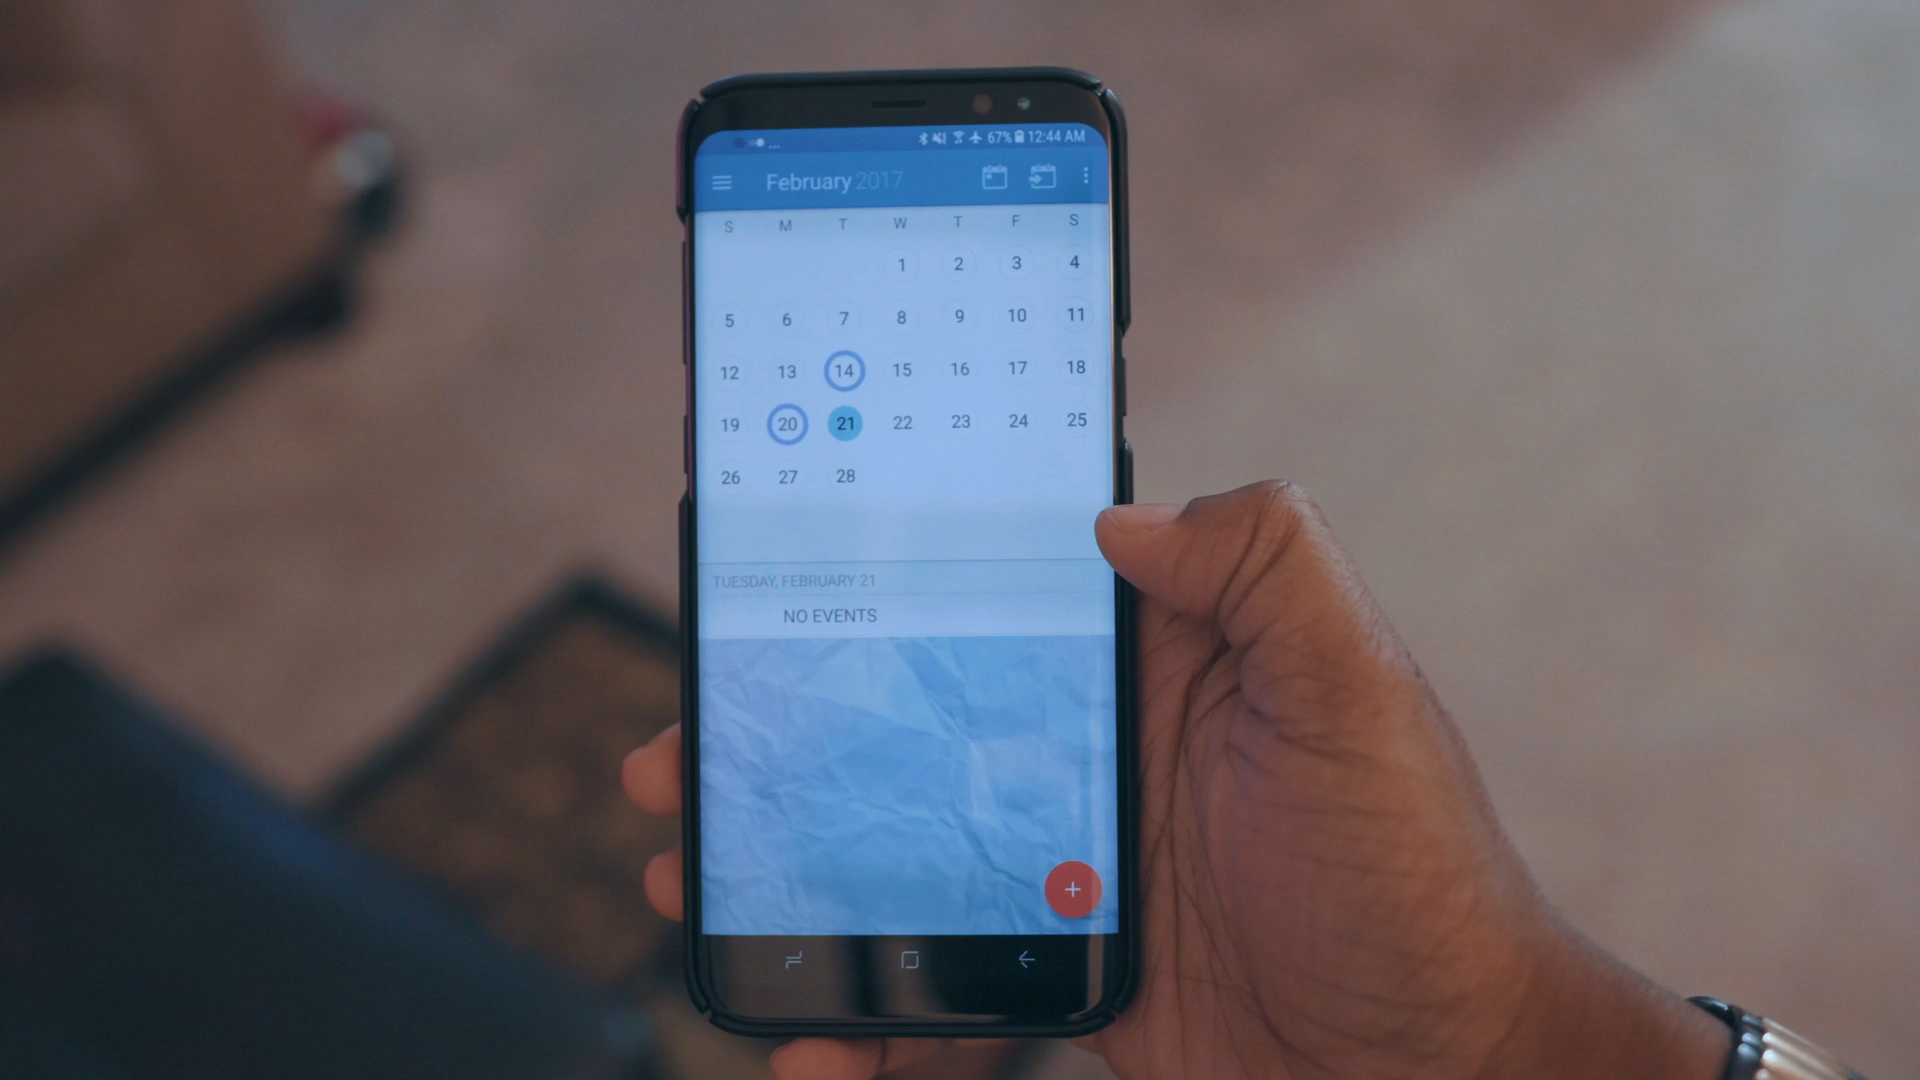 67% 12:44 AM
February 2017
S M T W T F S
1 2 3 4
5 6 7 8 9 10 11
12 13 14 15 16 17 18
19 20 21 22 23 24 25
26 27 28
TUESDAY, FEBRUARY 21
NO EVENTS